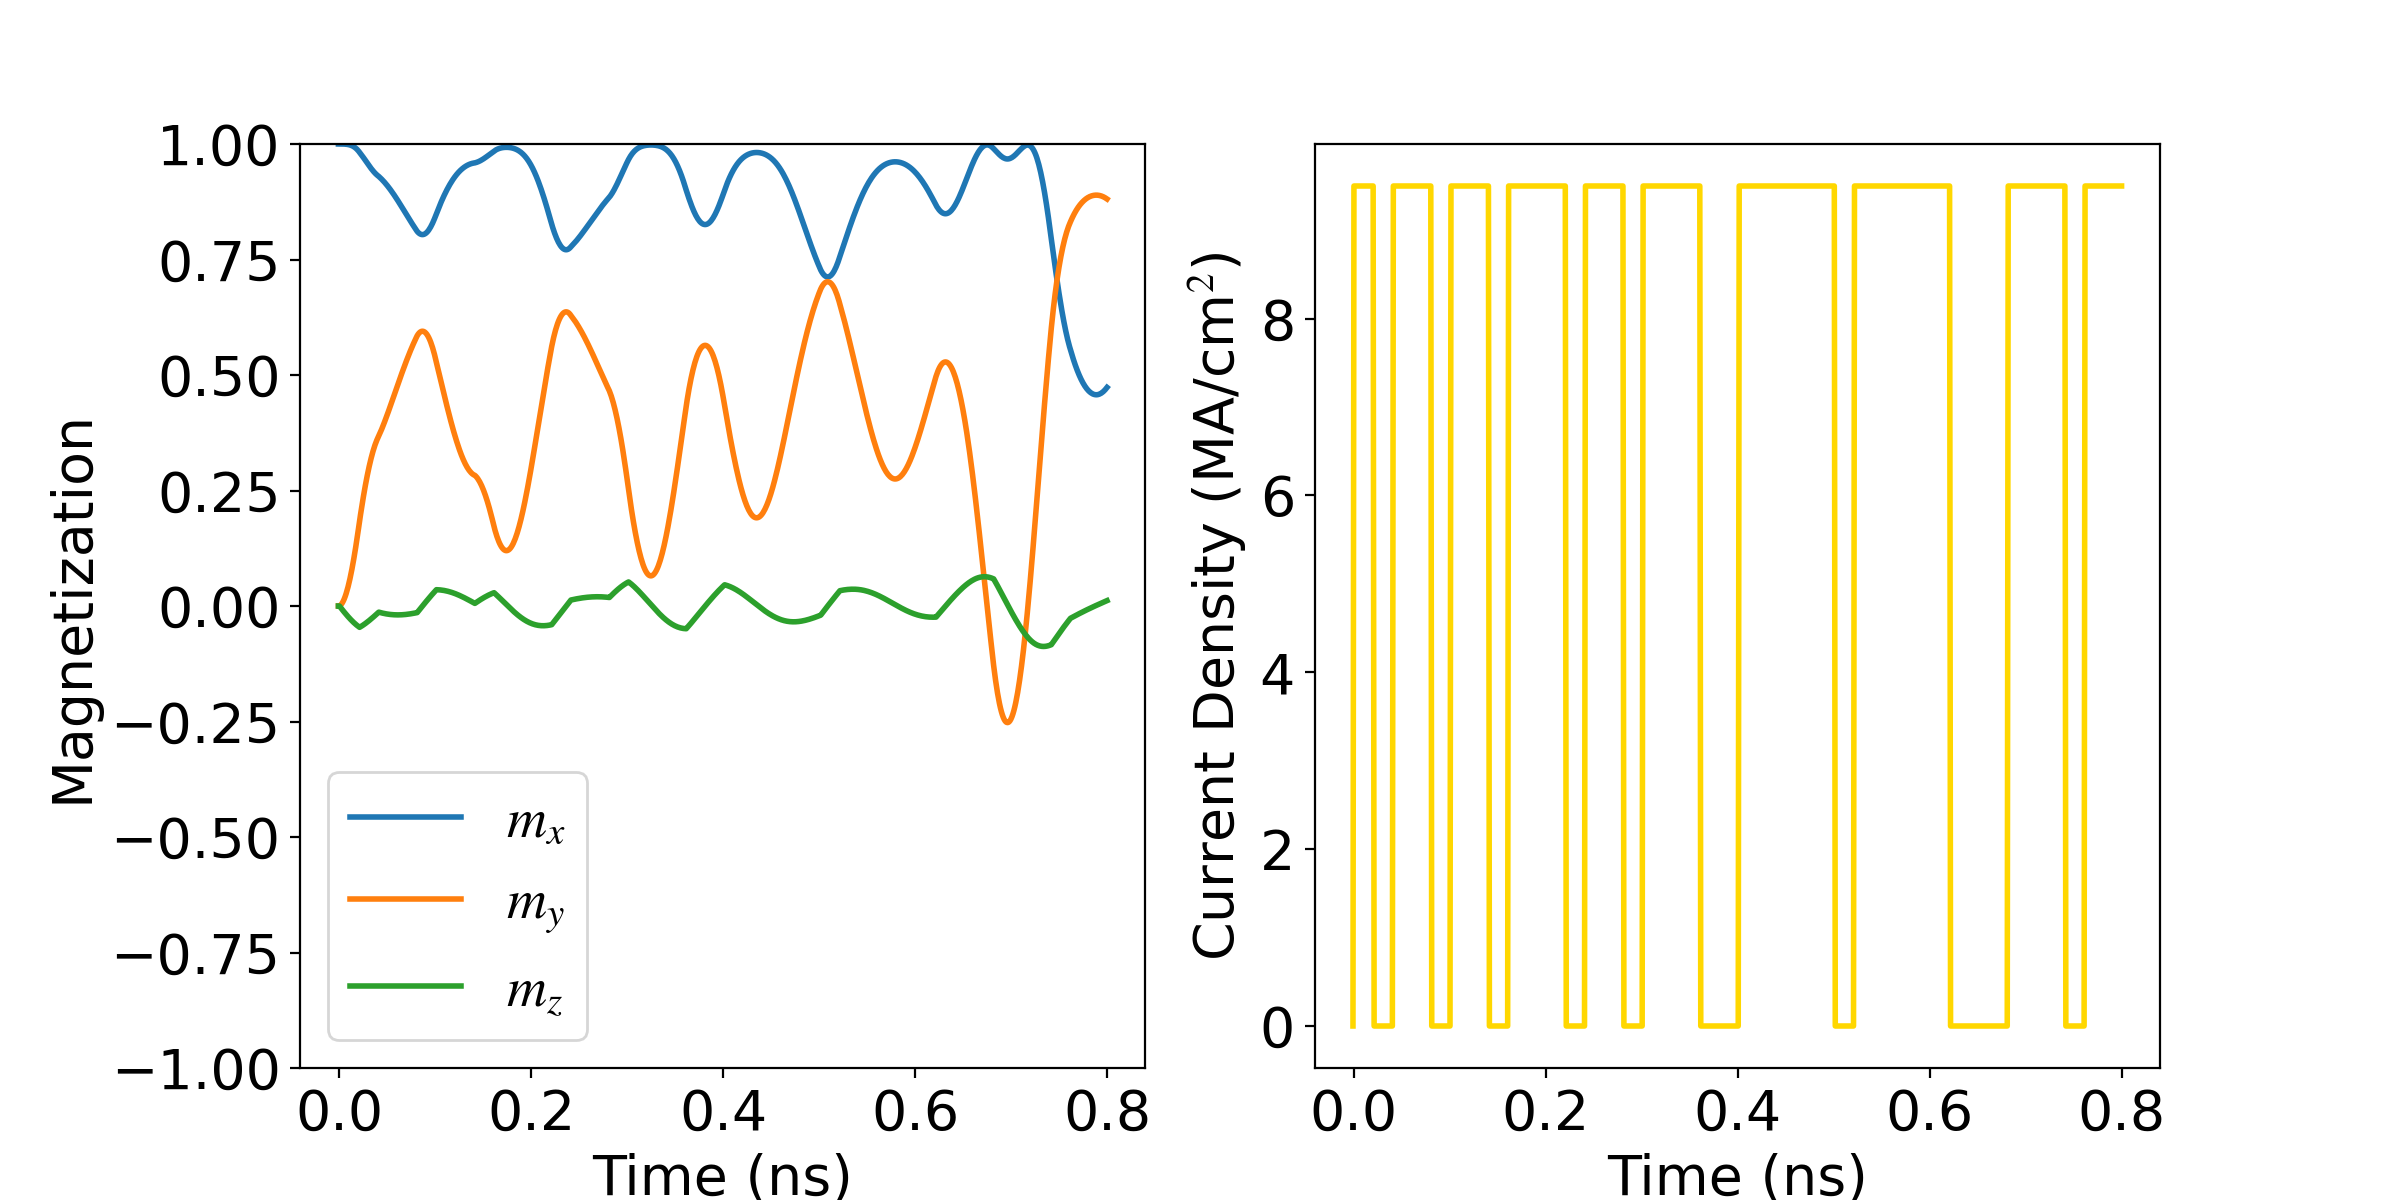 1.00
0.75
0.50
0.25
0.00
−0.25
−0.50
−0.75
−1.00
Magnetization
m_x
m_y
m_z
0.0 0.2 0.4 0.6 0.8
Time (ns)
8
6
4
2
0
Current Density (MA/cm²)
0.0 0.2 0.4 0.6 0.8
Time (ns)